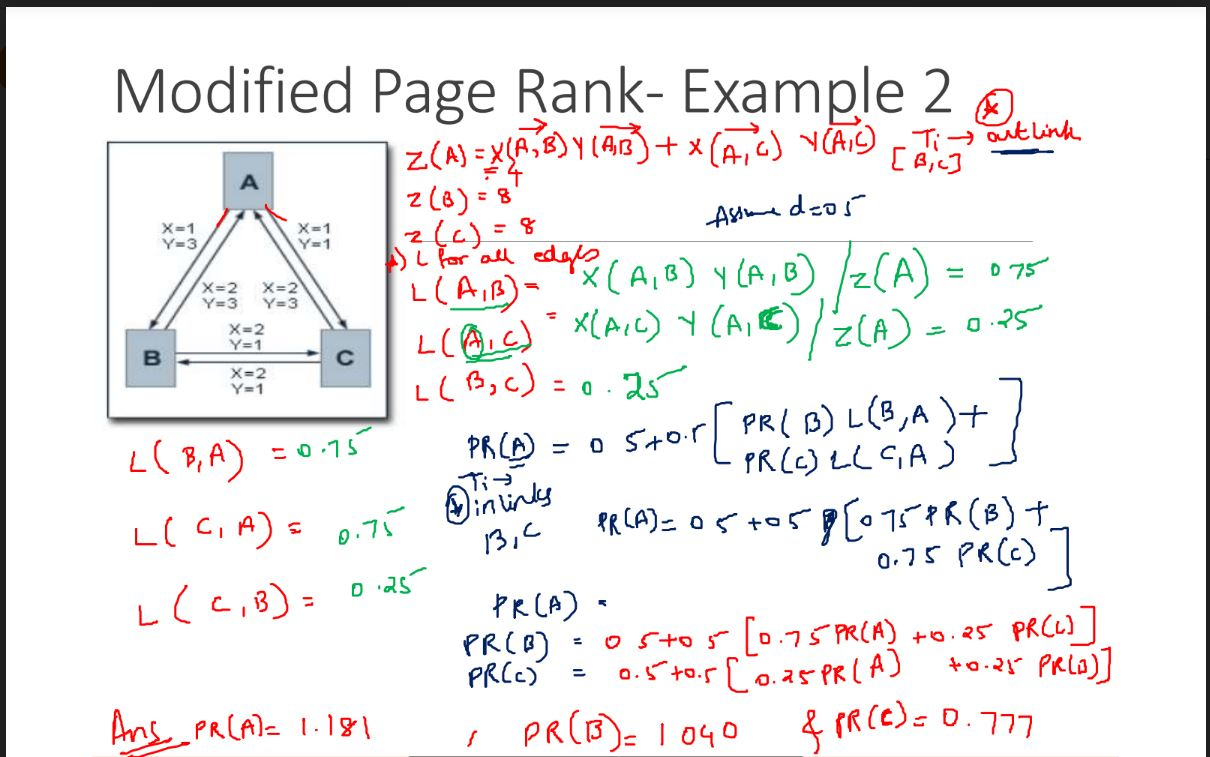 Modified Page Rank- Example 2
Z(A) = X(A,B) Y(A,B) + X(A,C) Y(A,C) [Ti → outlink
= 4 B,C]
Z(B) = 8
Z(C) = 8
Assume d=05
*) L for all edges
L(A,B) = X(A,B) Y(A,B) / Z(A) = 0 75
L(A,C) = X(A,C) Y(A,C) / Z(A) = 0.25
L(B,C) = 0.25
A
X=1
Y=3
X=1
Y=1
X=2
Y=3
X=2
Y=3
X=2
Y=1
B
C
X=2
Y=1
L(B,A) = 0.75
L(C,A) = 0.75
L(C,B) = 0.25
PR(A) = 0 5+0.5 [PR(B) L(B,A) +
PR(C) L(C,A)]
Ti →
inlinks
B,C
PR(A)= 0 5 +0 5 [0 75 PR(B) +
0.75 PR(C)]
PR(A) =
PR(B) = 0 5+0 5 [0.75 PR(A) +0.25 PR(C)]
PR(C) = 0.5+0.5 [0.25 PR(A) +0.25 PR(B)]
Ans PR(A)= 1.181 , PR(B)= 1 040 & PR(C)= 0.777